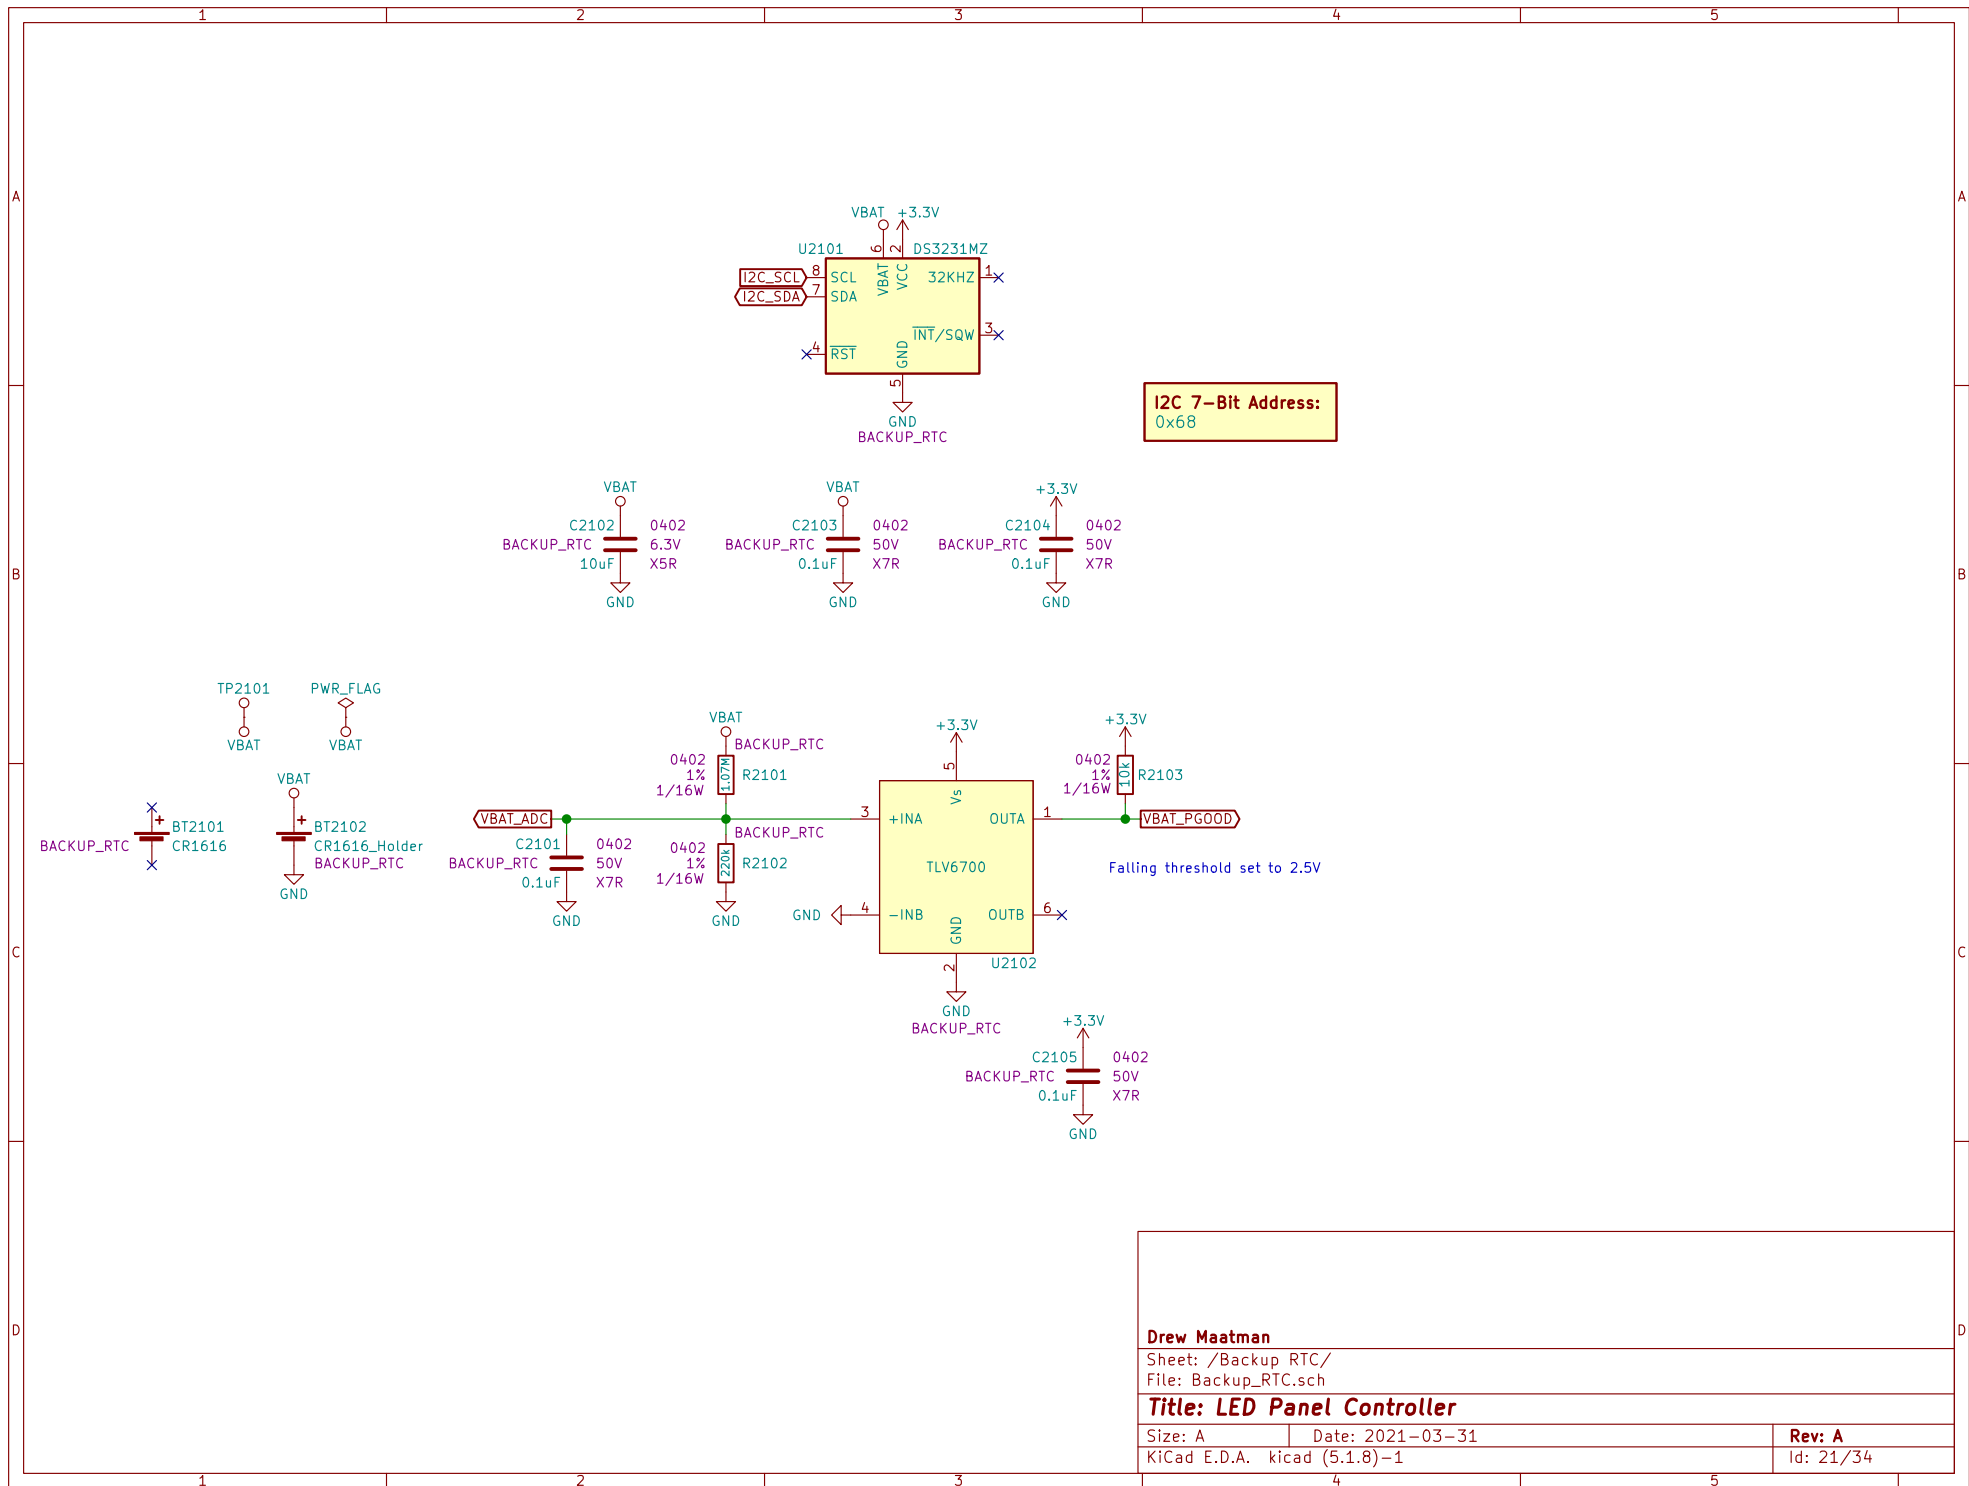 1 2 3 4 5
A A
VBAT +3.3V
U2101 DS3231MZ
6 2
I2C_SCL 8 SCL VBAT VCC 32KHZ 1
I2C_SDA 7 SDA
INT/SQW 3
4 RST GND
5
GND
BACKUP_RTC
I2C 7-Bit Address:
0x68
VBAT VBAT +3.3V
C2102 0402 C2103 0402 C2104 0402
BACKUP_RTC 6.3V BACKUP_RTC 50V BACKUP_RTC 50V
10uF X5R 0.1uF X7R 0.1uF X7R
GND GND GND
B B
TP2101 PWR_FLAG
VBAT VBAT
VBAT
BT2101
BACKUP_RTC CR1616
BT2102
CR1616_Holder
BACKUP_RTC
GND
VBAT
BACKUP_RTC
0402
1% 1.07M R2101
1/16W
VBAT_ADC
C2101 0402
BACKUP_RTC 50V
0.1uF X7R
GND
BACKUP_RTC
0402
1% 220k R2102
1/16W
GND
+3.3V
5
Vs
3 +INA OUTA 1
TLV6700
GND 4 -INB OUTB 6
GND
U2102
2
GND
BACKUP_RTC
+3.3V
0402
1% 10k R2103
1/16W
VBAT_PGOOD
Falling threshold set to 2.5V
C C
+3.3V
C2105 0402
BACKUP_RTC 50V
0.1uF X7R
GND
D D
Drew Maatman
Sheet: /Backup RTC/
File: Backup_RTC.sch
Title: LED Panel Controller
Size: A Date: 2021-03-31 Rev: A
KiCad E.D.A. kicad (5.1.8)-1 Id: 21/34
1 2 3 4 5